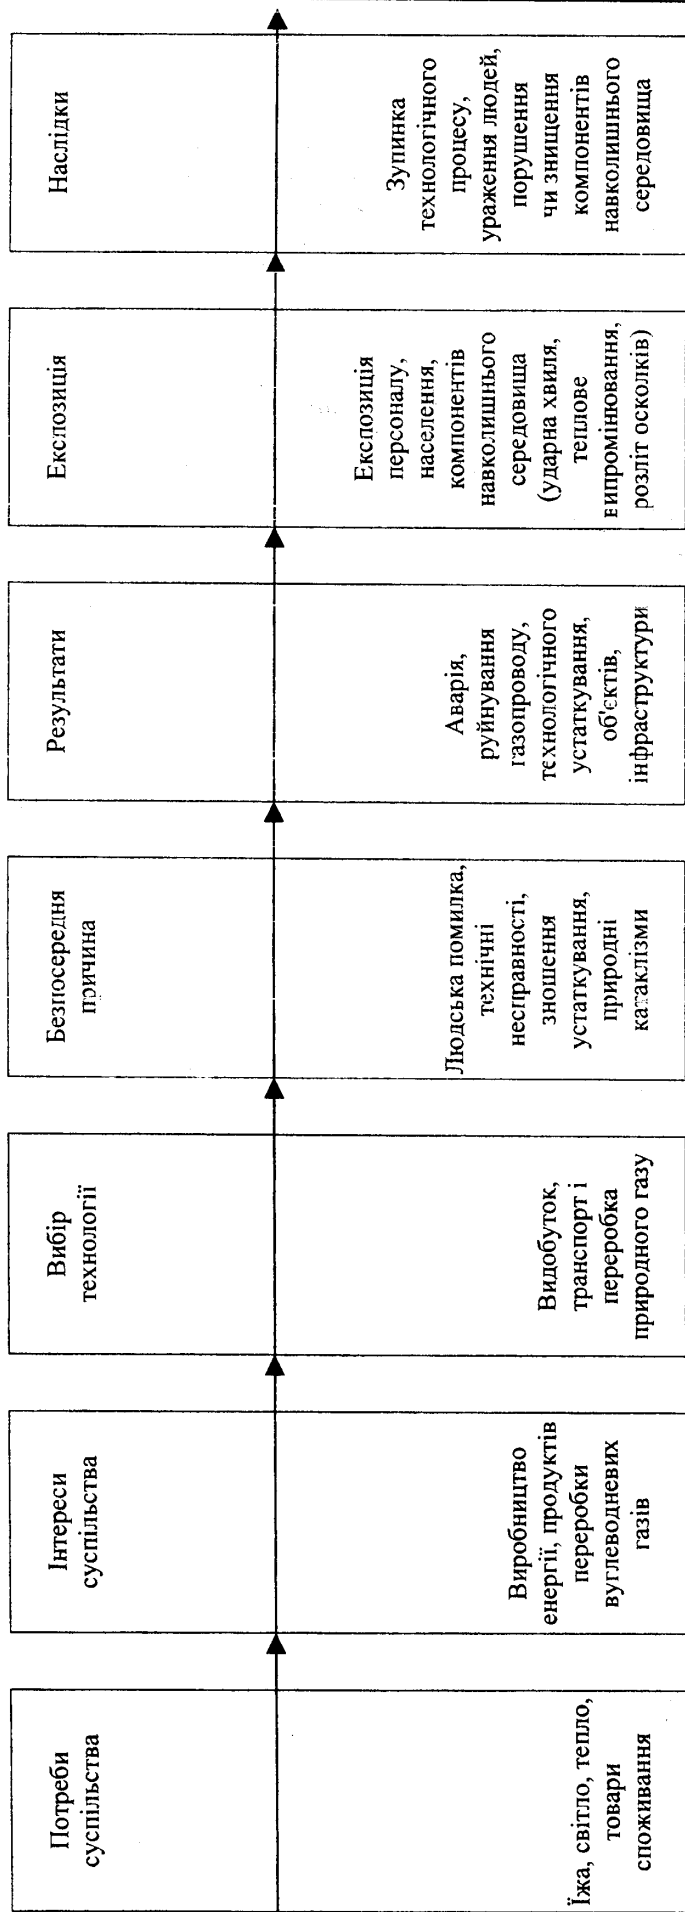 Потреби
суспільства
Їжа, світло, тепло,
товари
споживання
Інтереси
суспільства
Виробництво
енергії, продуктів
переробки
вуглеводневих
газів
Вибір
технології
Видобуток,
транспорт і
переробка
природного газу
Безпосередня
причина
Людська помилка,
технічні
несправності,
зношення
устаткування,
природні
катаклізми
Результати
Аварія,
руйнування
газопроводу,
технологічного
устаткування,
об'єктів,
інфраструктури
Експозиція
Експозиція
персоналу,
населення,
компонентів
навколишнього
середовища
(ударна хвиля,
теплове
випромінювання,
розліт осколків)
Наслідки
Зупинка
технологічного
процесу,
ураження людей,
порушення
чи знищення
компонентів
навколишнього
середовища